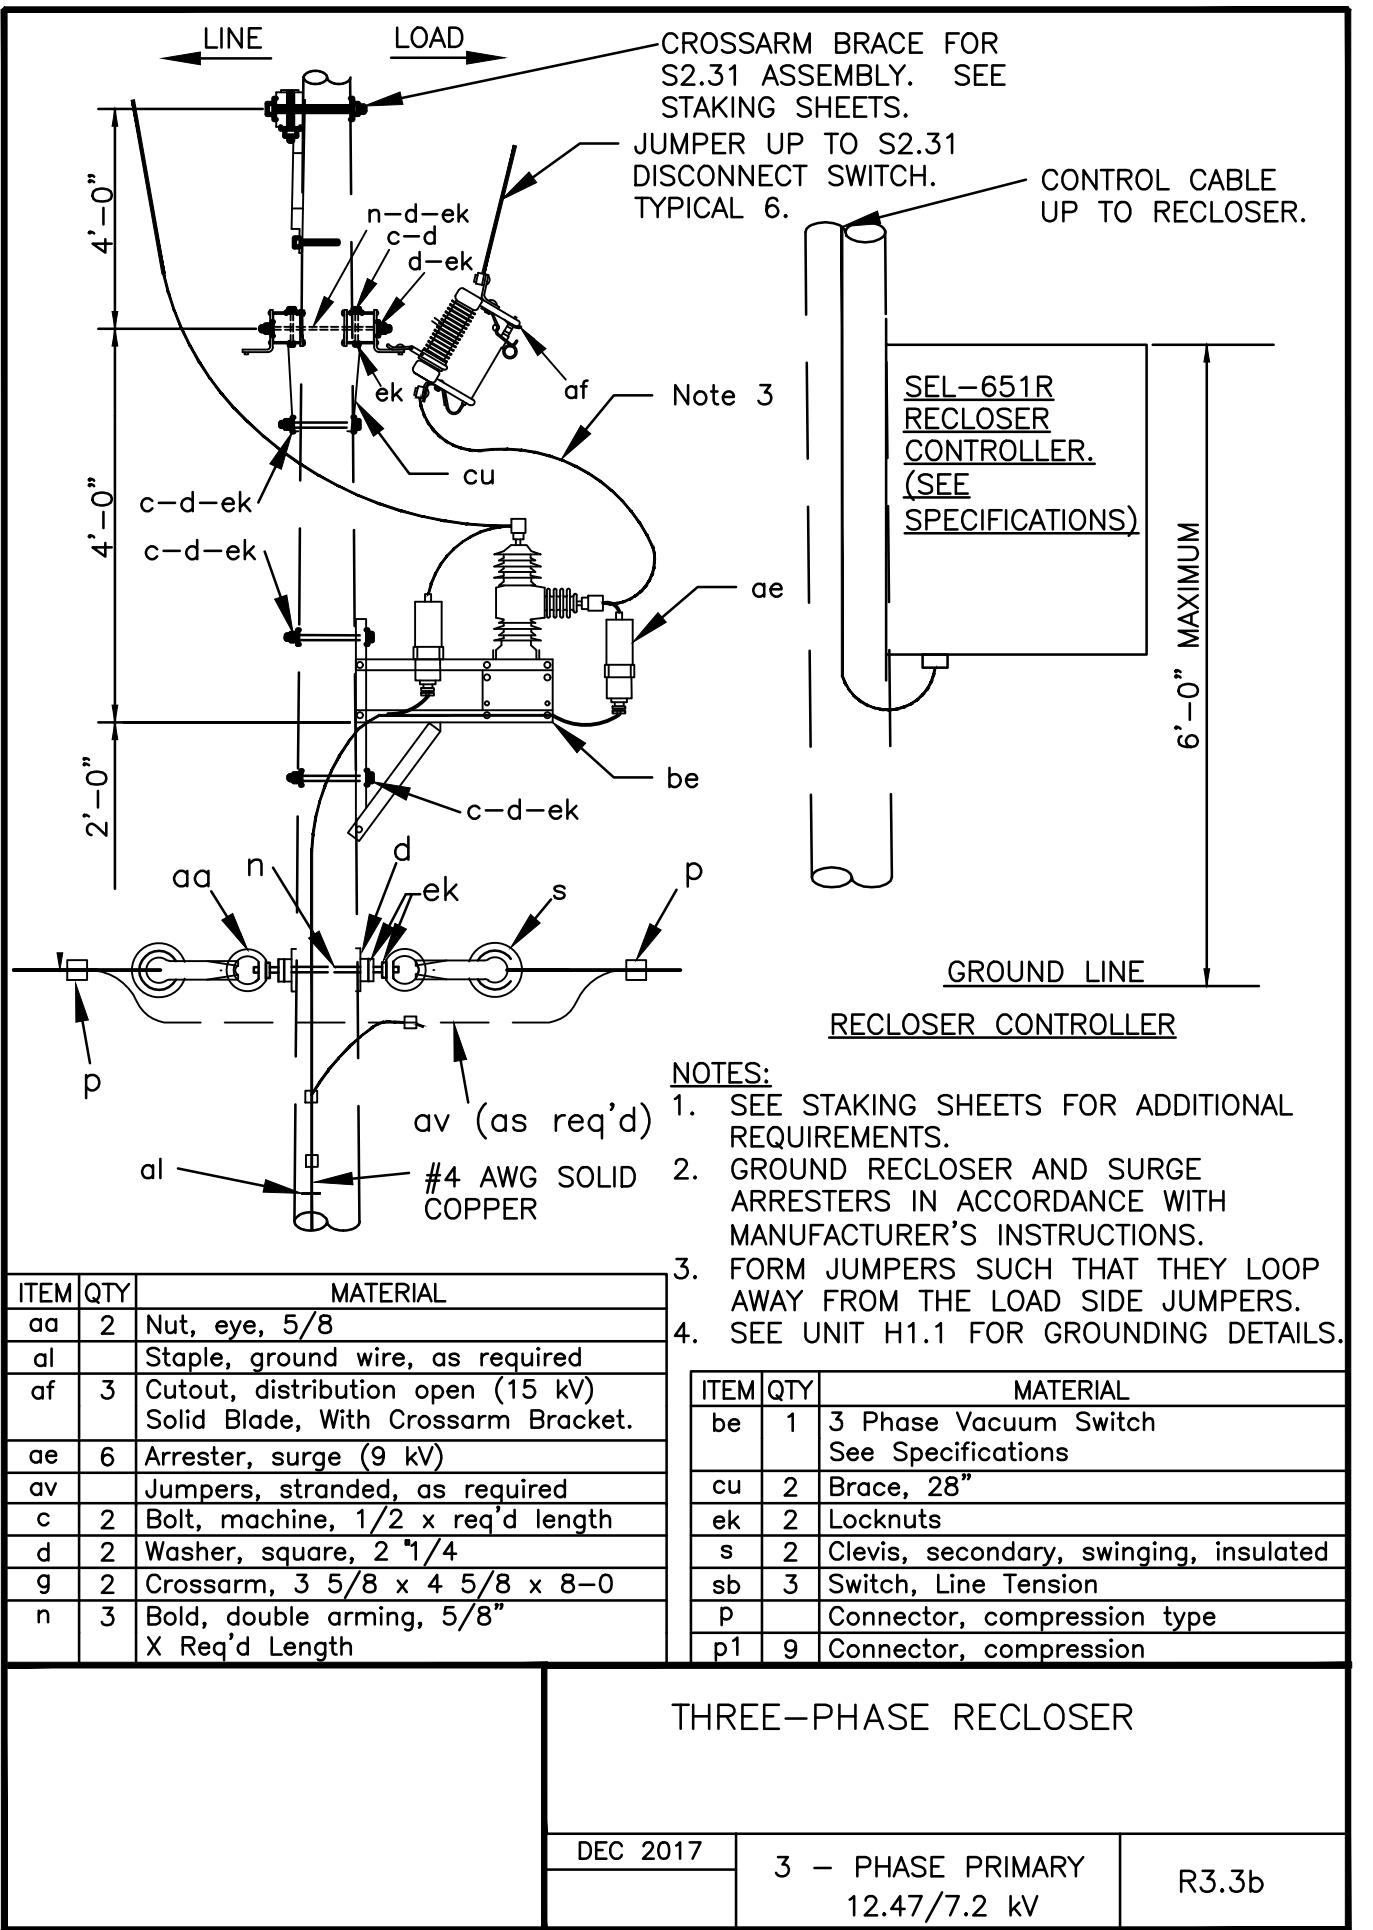 LINE
LOAD
CROSSARM BRACE FOR
S2.31 ASSEMBLY. SEE
STAKING SHEETS.
JUMPER UP TO S2.31
DISCONNECT SWITCH.
TYPICAL 6.
CONTROL CABLE
UP TO RECLOSER.
4'-0"
n-d-ek
c-d
d-ek
ek
af
Note 3
cu
c-d-ek
4'-0"
c-d-ek
ae
be
c-d-ek
2'-0"
SEL-651R
RECLOSER
CONTROLLER.
(SEE
SPECIFICATIONS)
6'-0" MAXIMUM
GROUND LINE
RECLOSER CONTROLLER
aa
n
d
ek
s
p
p
av (as req'd)
al
#4 AWG SOLID
COPPER
NOTES:
1. SEE STAKING SHEETS FOR ADDITIONAL
REQUIREMENTS.
2. GROUND RECLOSER AND SURGE
ARRESTERS IN ACCORDANCE WITH
MANUFACTURER'S INSTRUCTIONS.
3. FORM JUMPERS SUCH THAT THEY LOOP
AWAY FROM THE LOAD SIDE JUMPERS.
4. SEE UNIT H1.1 FOR GROUNDING DETAILS.
ITEM QTY MATERIAL
aa 2 Nut, eye, 5/8
al Staple, ground wire, as required
af 3 Cutout, distribution open (15 kV)
Solid Blade, With Crossarm Bracket.
ae 6 Arrester, surge (9 kV)
av Jumpers, stranded, as required
c 2 Bolt, machine, 1/2 x req'd length
d 2 Washer, square, 2 "1/4
g 2 Crossarm, 3 5/8 x 4 5/8 x 8-0
n 3 Bold, double arming, 5/8"
X Req'd Length
ITEM QTY MATERIAL
be 1 3 Phase Vacuum Switch
See Specifications
cu 2 Brace, 28"
ek 2 Locknuts
s 2 Clevis, secondary, swinging, insulated
sb 3 Switch, Line Tension
p Connector, compression type
p1 9 Connector, compression
THREE-PHASE RECLOSER
DEC 2017
3 - PHASE PRIMARY
12.47/7.2 kV
R3.3b